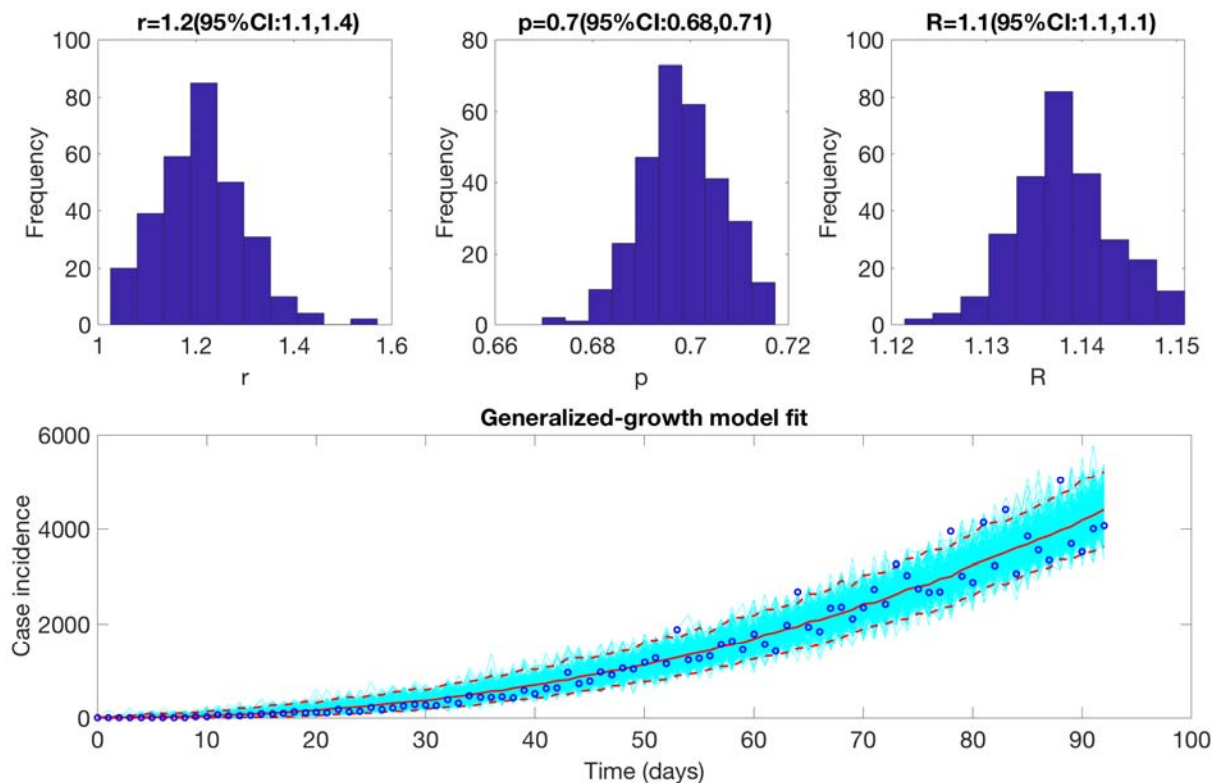 r=1.2(95%CI:1.1,1.4)
100
80
60
40
20
0
Frequency
1 1.2 1.4 1.6
r
p=0.7(95%CI:0.68,0.71)
80
60
40
20
0
Frequency
0.66 0.68 0.7 0.72
p
R=1.1(95%CI:1.1,1.1)
100
80
60
40
20
0
Frequency
1.12 1.13 1.14 1.15
R
Generalized-growth model fit
6000
4000
2000
0
Case incidence
0 10 20 30 40 50 60 70 80 90 100
Time (days)